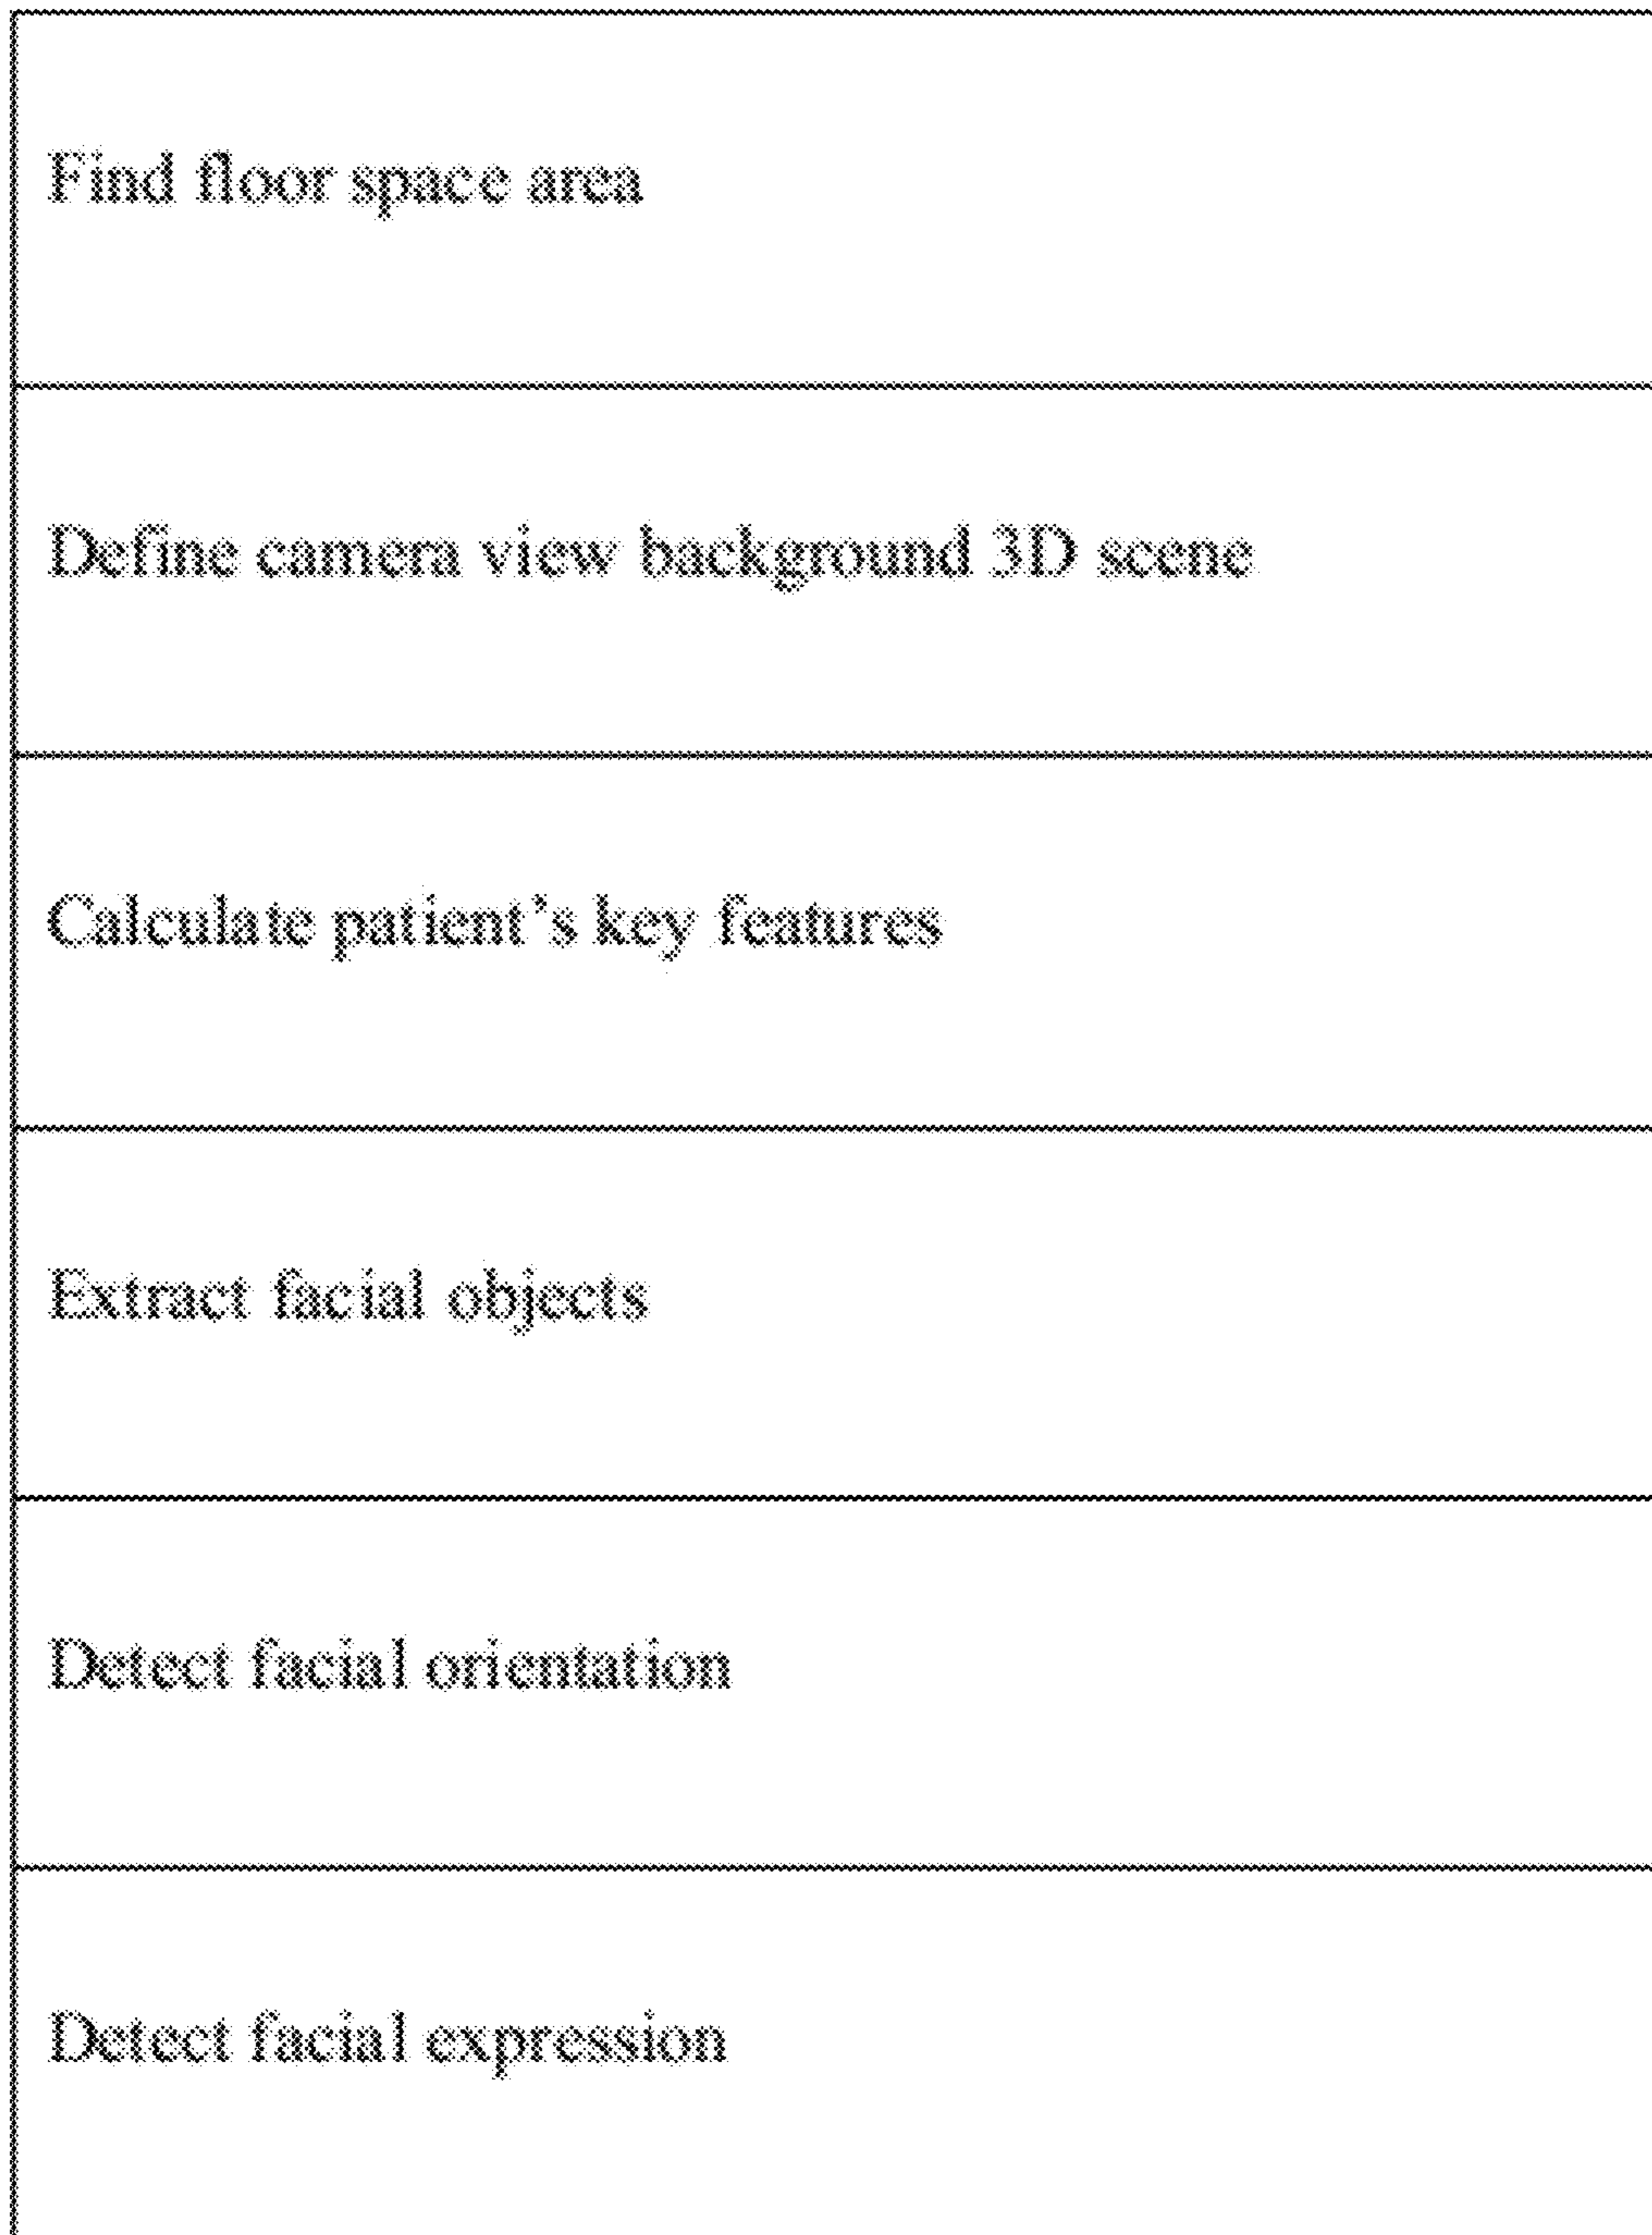 Find floor space area
Define camera view background 3D scene
Calculate patient's key features
Extract facial objects
Detect facial orientation
Detect facial expression